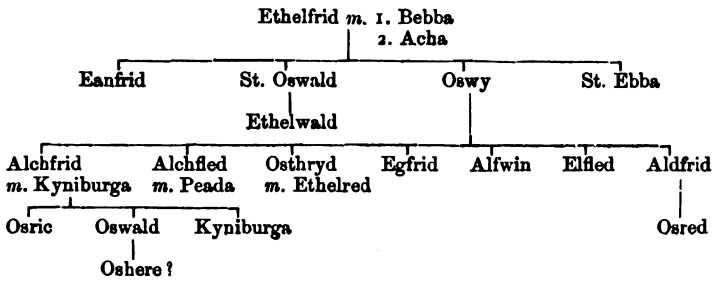 Ethelfrid m. 1. Bebba
2. Acha
Eanfrid St. Oswald Oswy St. Ebba
Ethelwald
Alchfrid Alchfled Osthryd Egfrid Alfwin Elfled Aldfrid
m. Kyniburga m. Peada m. Ethelred
Osric Oswald Kyniburga Osred
Oshere ?